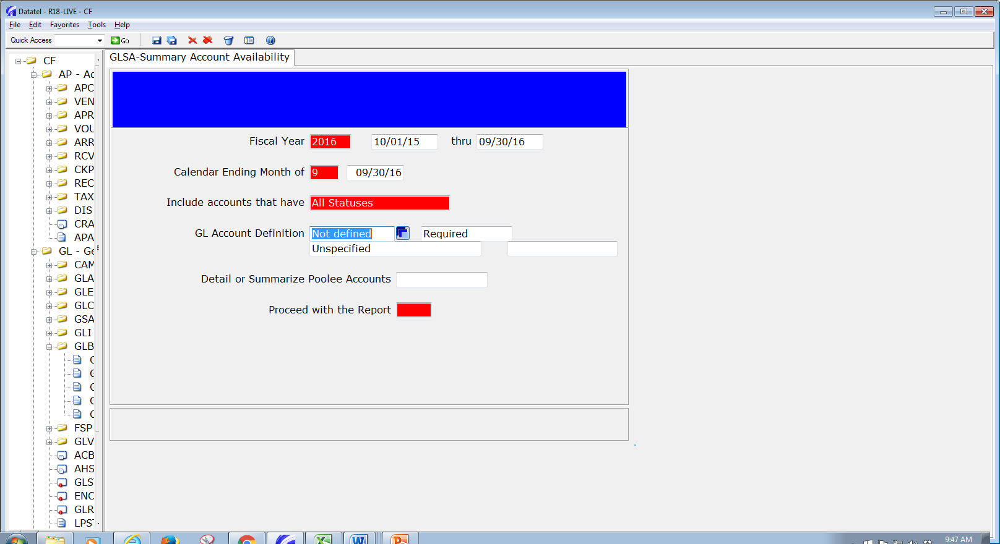 Datatel - R18-LIVE - CF
File Edit Favorites Tools Help
Quick Access Go
CF
AP - Ac
APC
VEN
APR
VOU
ARR
RCV
CKP
REC
TAX
DIS
CRA
APA
GL - Ge
CAM
GLA
GLE
GLC
GSA
GLI
GLB
G
G
G
G
FSP
GLV
ACB
AHS
GLS
ENC
GLR
LPS
GLSA-Summary Account Availability
Fiscal Year 2016 10/01/15 thru 09/30/16
Calendar Ending Month of 9 09/30/16
Include accounts that have All Statuses
GL Account Definition Not defined Required
Unspecified
Detail or Summarize Poolee Accounts
Proceed with the Report
9:47 AM